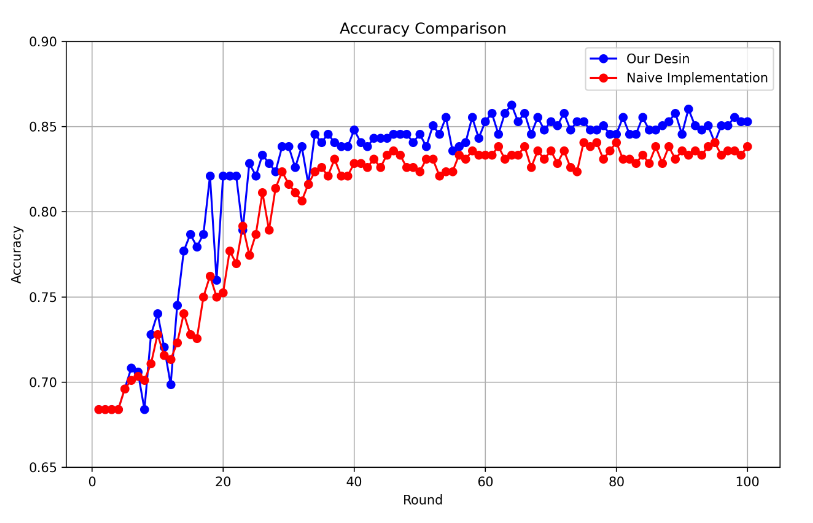 Accuracy Comparison
Our Desin
Naive Implementation
0.90
0.85
0.80
0.75
0.70
0.65
Accuracy
0 20 40 60 80 100
Round